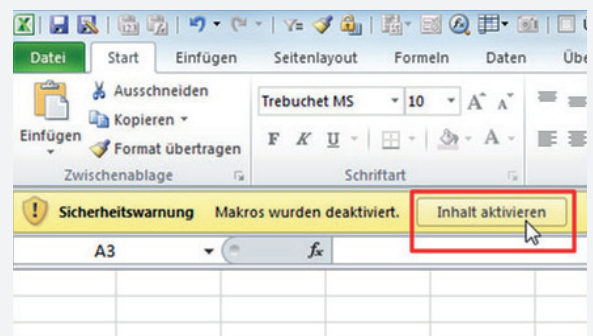 Datei Start Einfügen Seitenlayout Formeln Daten Übe
Ausschneiden
Kopieren
Format übertragen
Einfügen
Trebuchet MS 10 A A
F K U A
Zwischenablage Schriftart
Sicherheitswarnung Makros wurden deaktiviert. Inhalt aktivieren
A3 fx